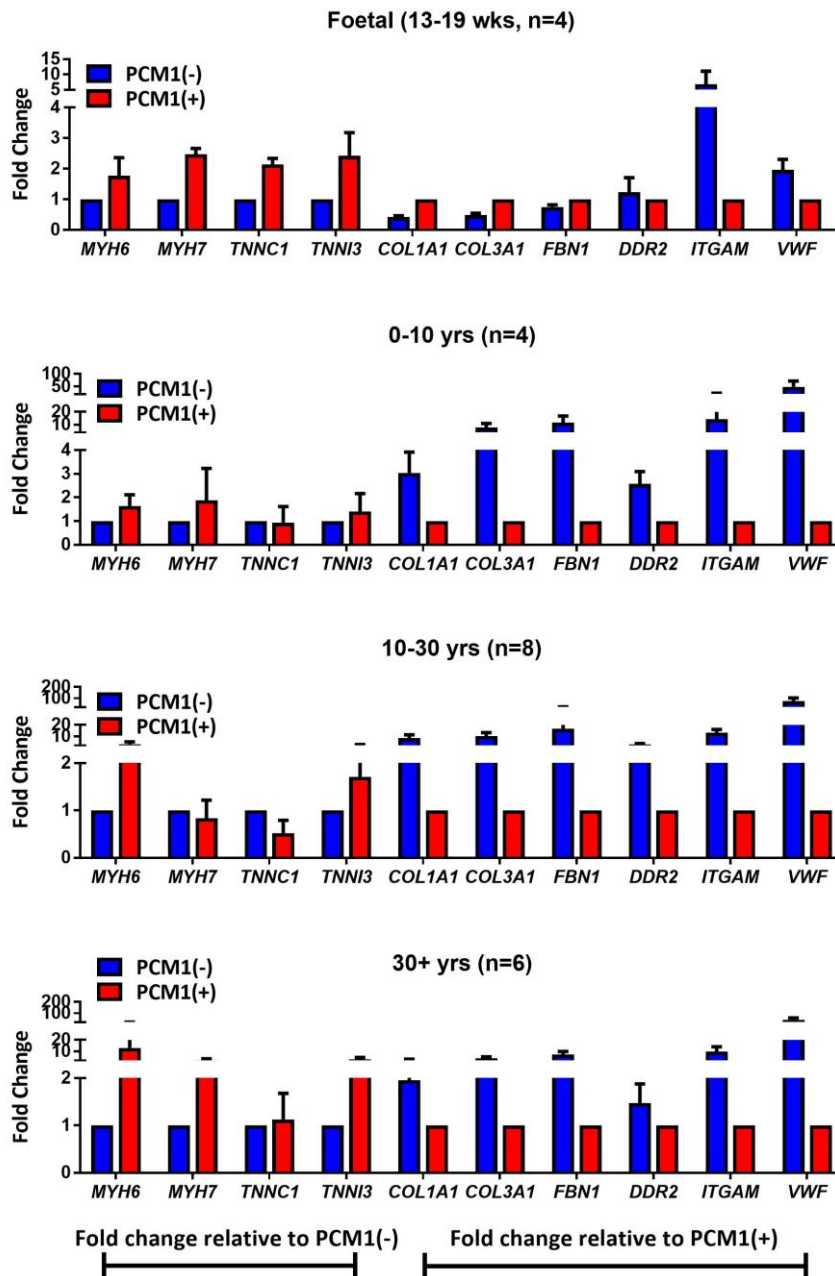 Foetal (13-19 wks, n=4)
PCM1(-)
PCM1(+)
Fold Change
15
10
5
4
3
2
1
0
MYH6 MYH7 TNNC1 TNNI3 COL1A1 COL3A1 FBN1 DDR2 ITGAM VWF
0-10 yrs (n=4)
PCM1(-)
PCM1(+)
Fold Change
100
50
20
10
4
3
2
1
0
MYH6 MYH7 TNNC1 TNNI3 COL1A1 COL3A1 FBN1 DDR2 ITGAM VWF
10-30 yrs (n=8)
PCM1(-)
PCM1(+)
Fold Change
200
100
20
10
2
1
0
MYH6 MYH7 TNNC1 TNNI3 COL1A1 COL3A1 FBN1 DDR2 ITGAM VWF
30+ yrs (n=6)
PCM1(-)
PCM1(+)
Fold Change
200
100
20
10
2
1
0
MYH6 MYH7 TNNC1 TNNI3 COL1A1 COL3A1 FBN1 DDR2 ITGAM VWF
Fold change relative to PCM1(-) Fold change relative to PCM1(+)